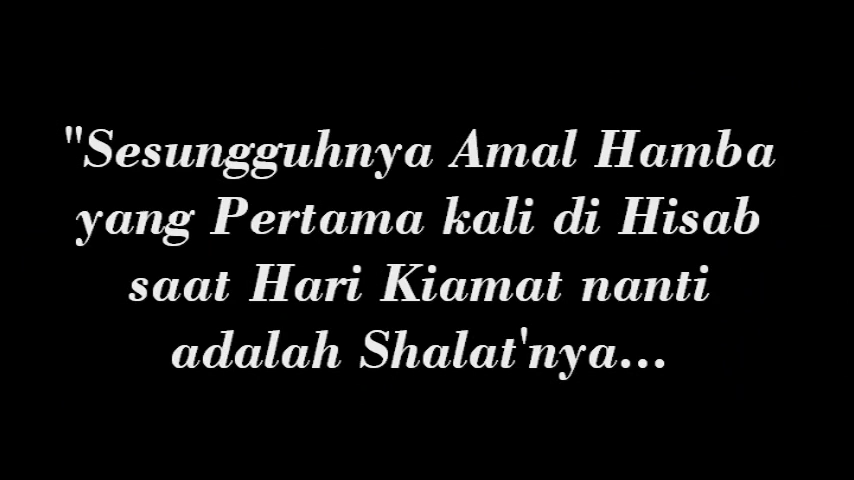 "Sesungguhnya Amal Hamba
yang Pertama kali di Hisab
saat Hari Kiamat nanti
adalah Shalat'nya...